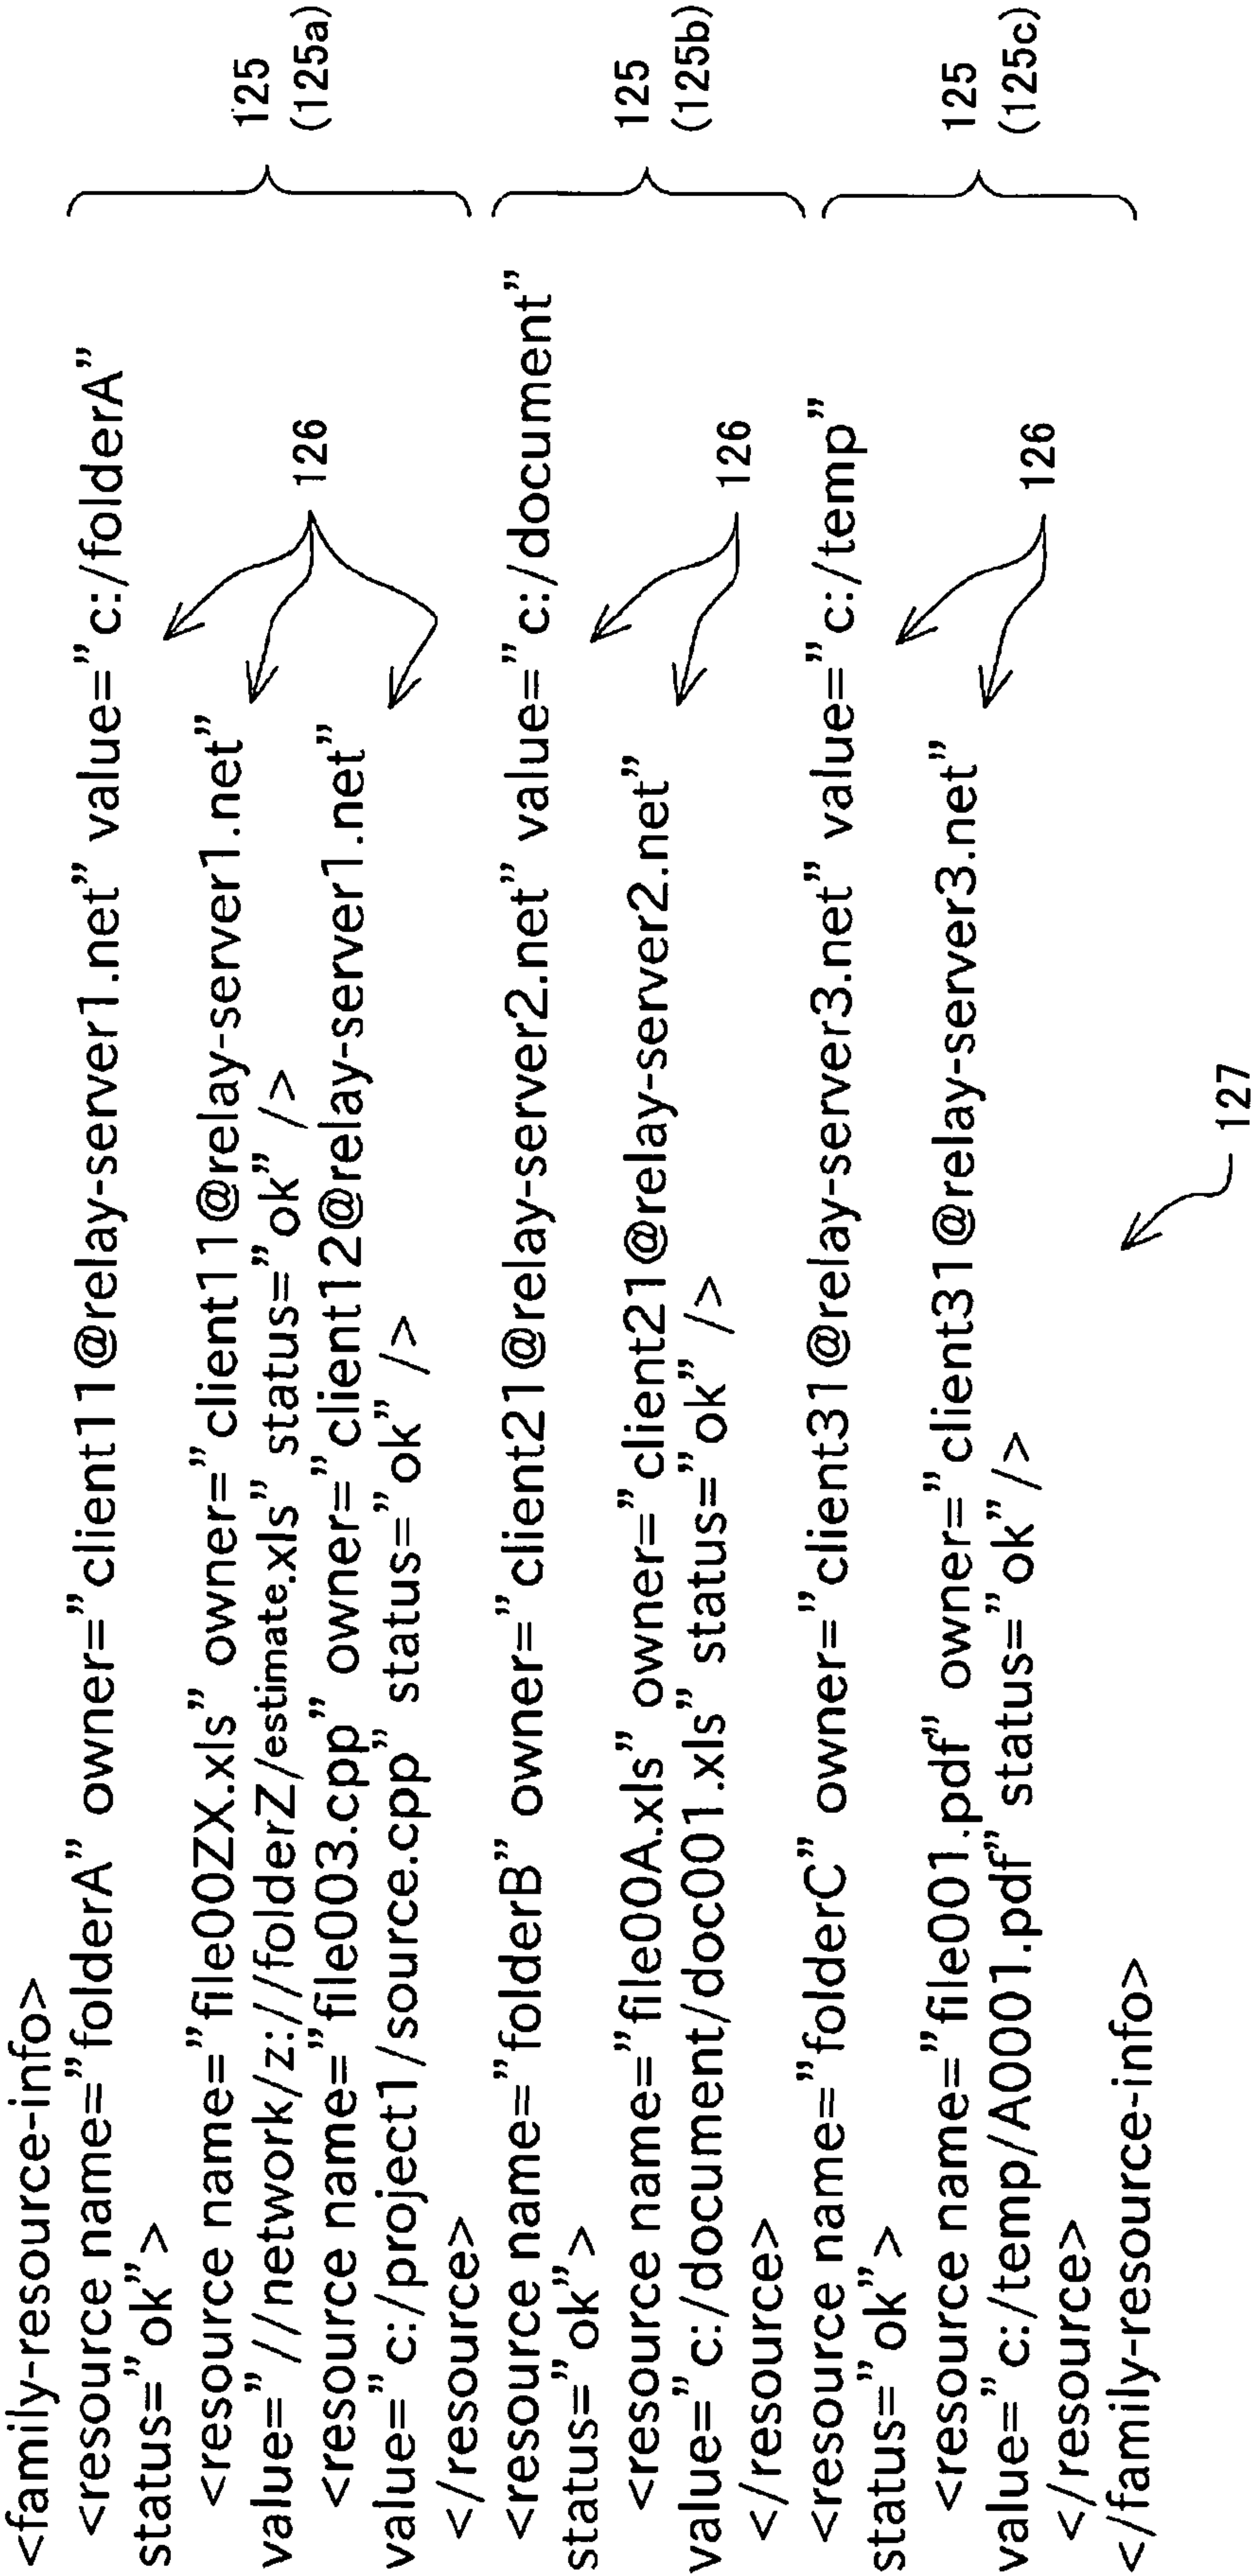 <family-resource-info>
<resource name=”folderA” owner=”client11@relay-server1.net” value=”c:/folderA”
status=”ok”>
<resource name=”file00ZX.xls” owner=”client11@relay-server1.net”
value=”//network/z://folderZ/estimate.xls” status=”ok” />
<resource name=”file003.cpp” owner=”client12@relay-server1.net”
value=”c:/project1/source.cpp” status=”ok” />
</resource>
<resource name=”folderB” owner=”client21@relay-server2.net” value=”c:/document”
status=”ok”>
<resource name=”file00A.xls” owner=”client21@relay-server2.net”
value=”c:/document/doc001.xls” status=”ok” />
</resource>
<resource name=”folderC” owner=”client31@relay-server3.net” value=”c:/temp”
status=”ok”>
<resource name=”file001.pdf” owner=”client31@relay-server3.net”
value=”c:/temp/A0001.pdf” status=”ok”/>
</resource>
</family-resource-info>
125
(125a)
126
125
(125b)
126
125
(125c)
126
127